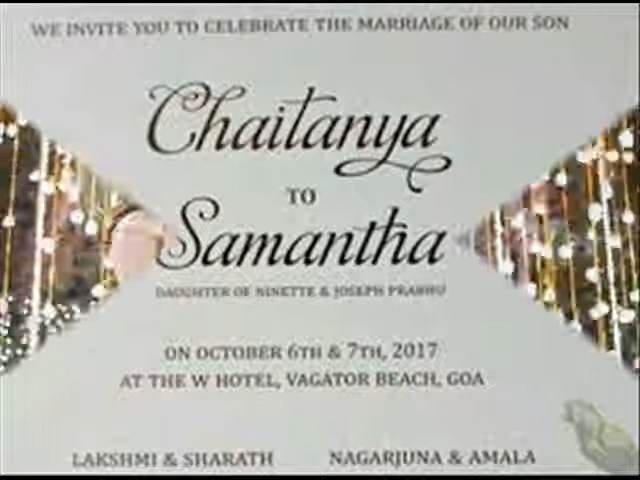 WE INVITE YOU TO CELEBRATE THE MARRIAGE OF OUR SON
Chaitanya
TO
Samantha
DAUGHTER OF NINETTE & JOSEPH PRABHU
ON OCTOBER 6TH & 7TH, 2017
AT THE W HOTEL, VAGATOR BEACH, GOA
LAKSHMI & SHARATH NAGARJUNA & AMALA